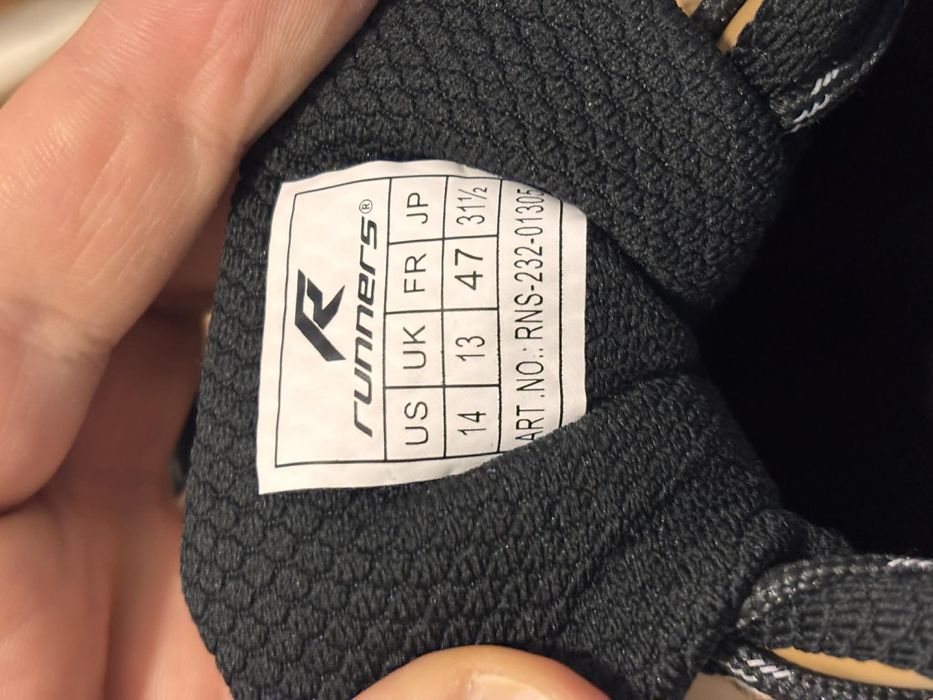 runners®
US UK FR JP
14 13 47 31½
ART.NO.: RNS-232-01305